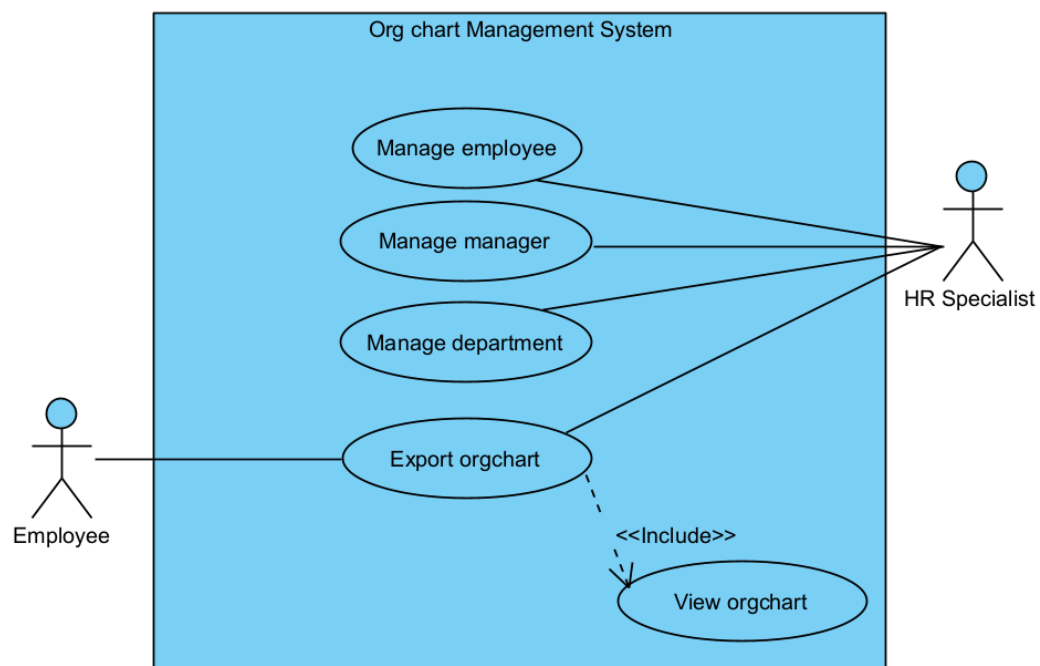 Org chart Management System
Manage employee
Manage manager
HR Specialist
Manage department
Export orgchart
Employee
<<Include>>
View orgchart